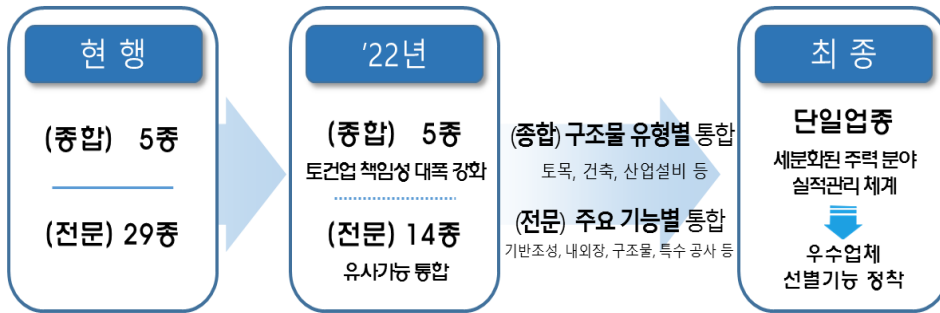 현 행
(종합) 5종
(전문) 29종
'22년
(종합) 5종
토건업 책임성 대폭 강화
(전문) 14종
유사기능 통합
(종합) 구조물 유형별 통합
토목, 건축, 산업설비 등
(전문) 주요 기능별 통합
기반조성, 내외장, 구조물, 특수 공사 등
최 종
단일업종
세분화된 주력 분야
실적관리 체계
우수업체
선별기능 정착